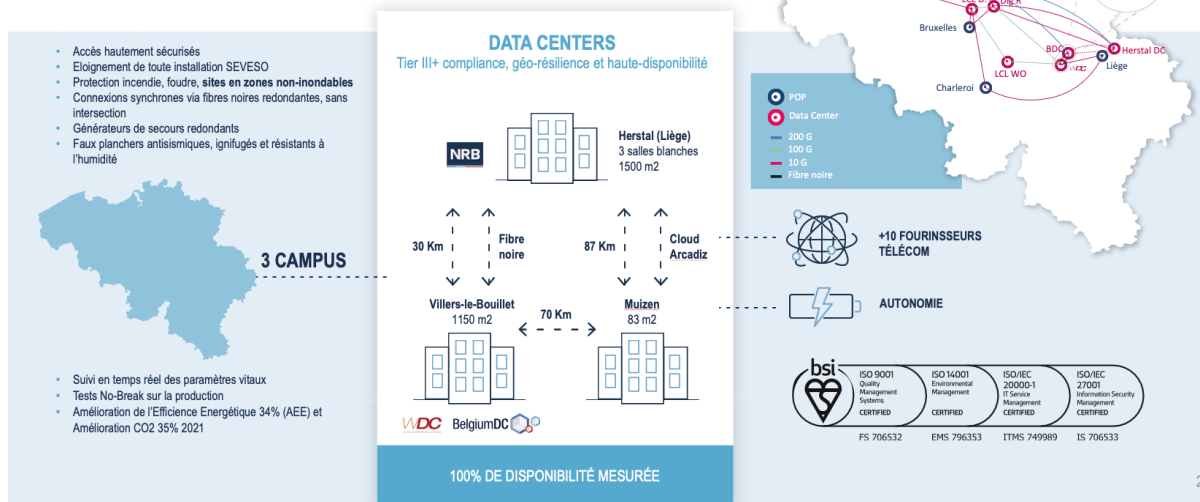 • Accès hautement sécurisés
• Eloignement de toute installation SEVESO
• Protection incendie, foudre, sites en zones non-inondables
• Connexions synchrones via fibres noires redondantes, sans
intersection
• Générateurs de secours redondants
• Faux planchers antisismiques, ignifugés et résistants à
l'humidité
3 CAMPUS
• Suivi en temps réel des paramètres vitaux
• Tests No-Break sur la production
• Amélioration de l'Efficience Energétique 34% (AEE) et
Amélioration CO2 35% 2021
DATA CENTERS
Tier III+ compliance, géo-résilience et haute-disponibilité
NRB
Herstal (Liège)
3 salles blanches
1500 m2
30 Km
Fibre
noire
87 Km
Cloud
Arcadiz
Villers-le-Bouillet
1150 m2
70 Km
Muizen
83 m2
WDC
BelgiumDC
100% DE DISPONIBILITÉ MESURÉE
Bruxelles
BDC
Herstal DC
WDC
Liège
LCL WO
Charleroi
POP
Data Center
200 G
100 G
10 G
Fibre noire
+10 FOURINSSEURS
TÉLÉCOM
AUTONOMIE
bsi
ISO 9001
Quality
Management
Systems
CERTIFIED
ISO 14001
Environmental
Management
CERTIFIED
ISO/IEC
20000-1
IT Service
Management
CERTIFIED
ISO/IEC
27001
Information Security
Management
CERTIFIED
FS 706532
EMS 796353
ITMS 749989
IS 706533